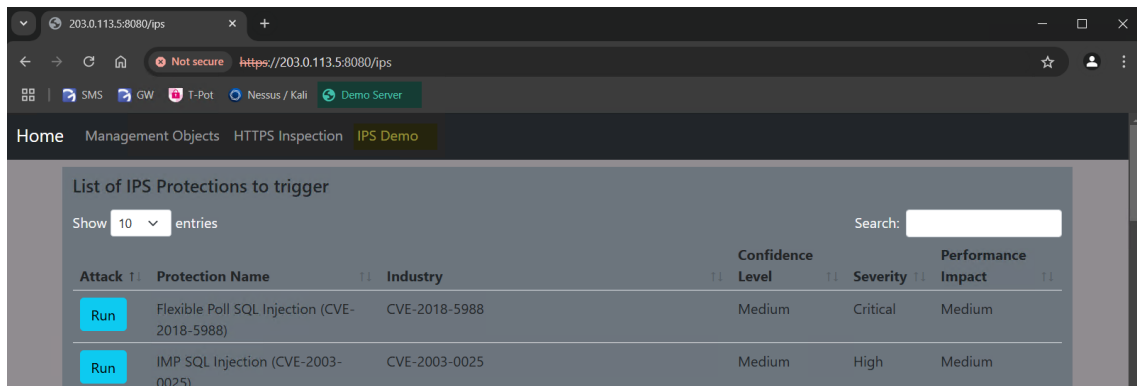 203.0.113.5:8080/ips
Not secure https://203.0.113.5:8080/ips
SMS GW T-Pot Nessus / Kali Demo Server
Home Management Objects HTTPS Inspection IPS Demo
List of IPS Protections to trigger
Show 10 entries Search:
Confidence Performance
Attack Protection Name Industry Level Severity Impact
Run Flexible Poll SQL Injection (CVE- CVE-2018-5988 Medium Critical Medium
2018-5988)
Run IMP SQL Injection (CVE-2003- CVE-2003-0025 Medium High Medium
0025)